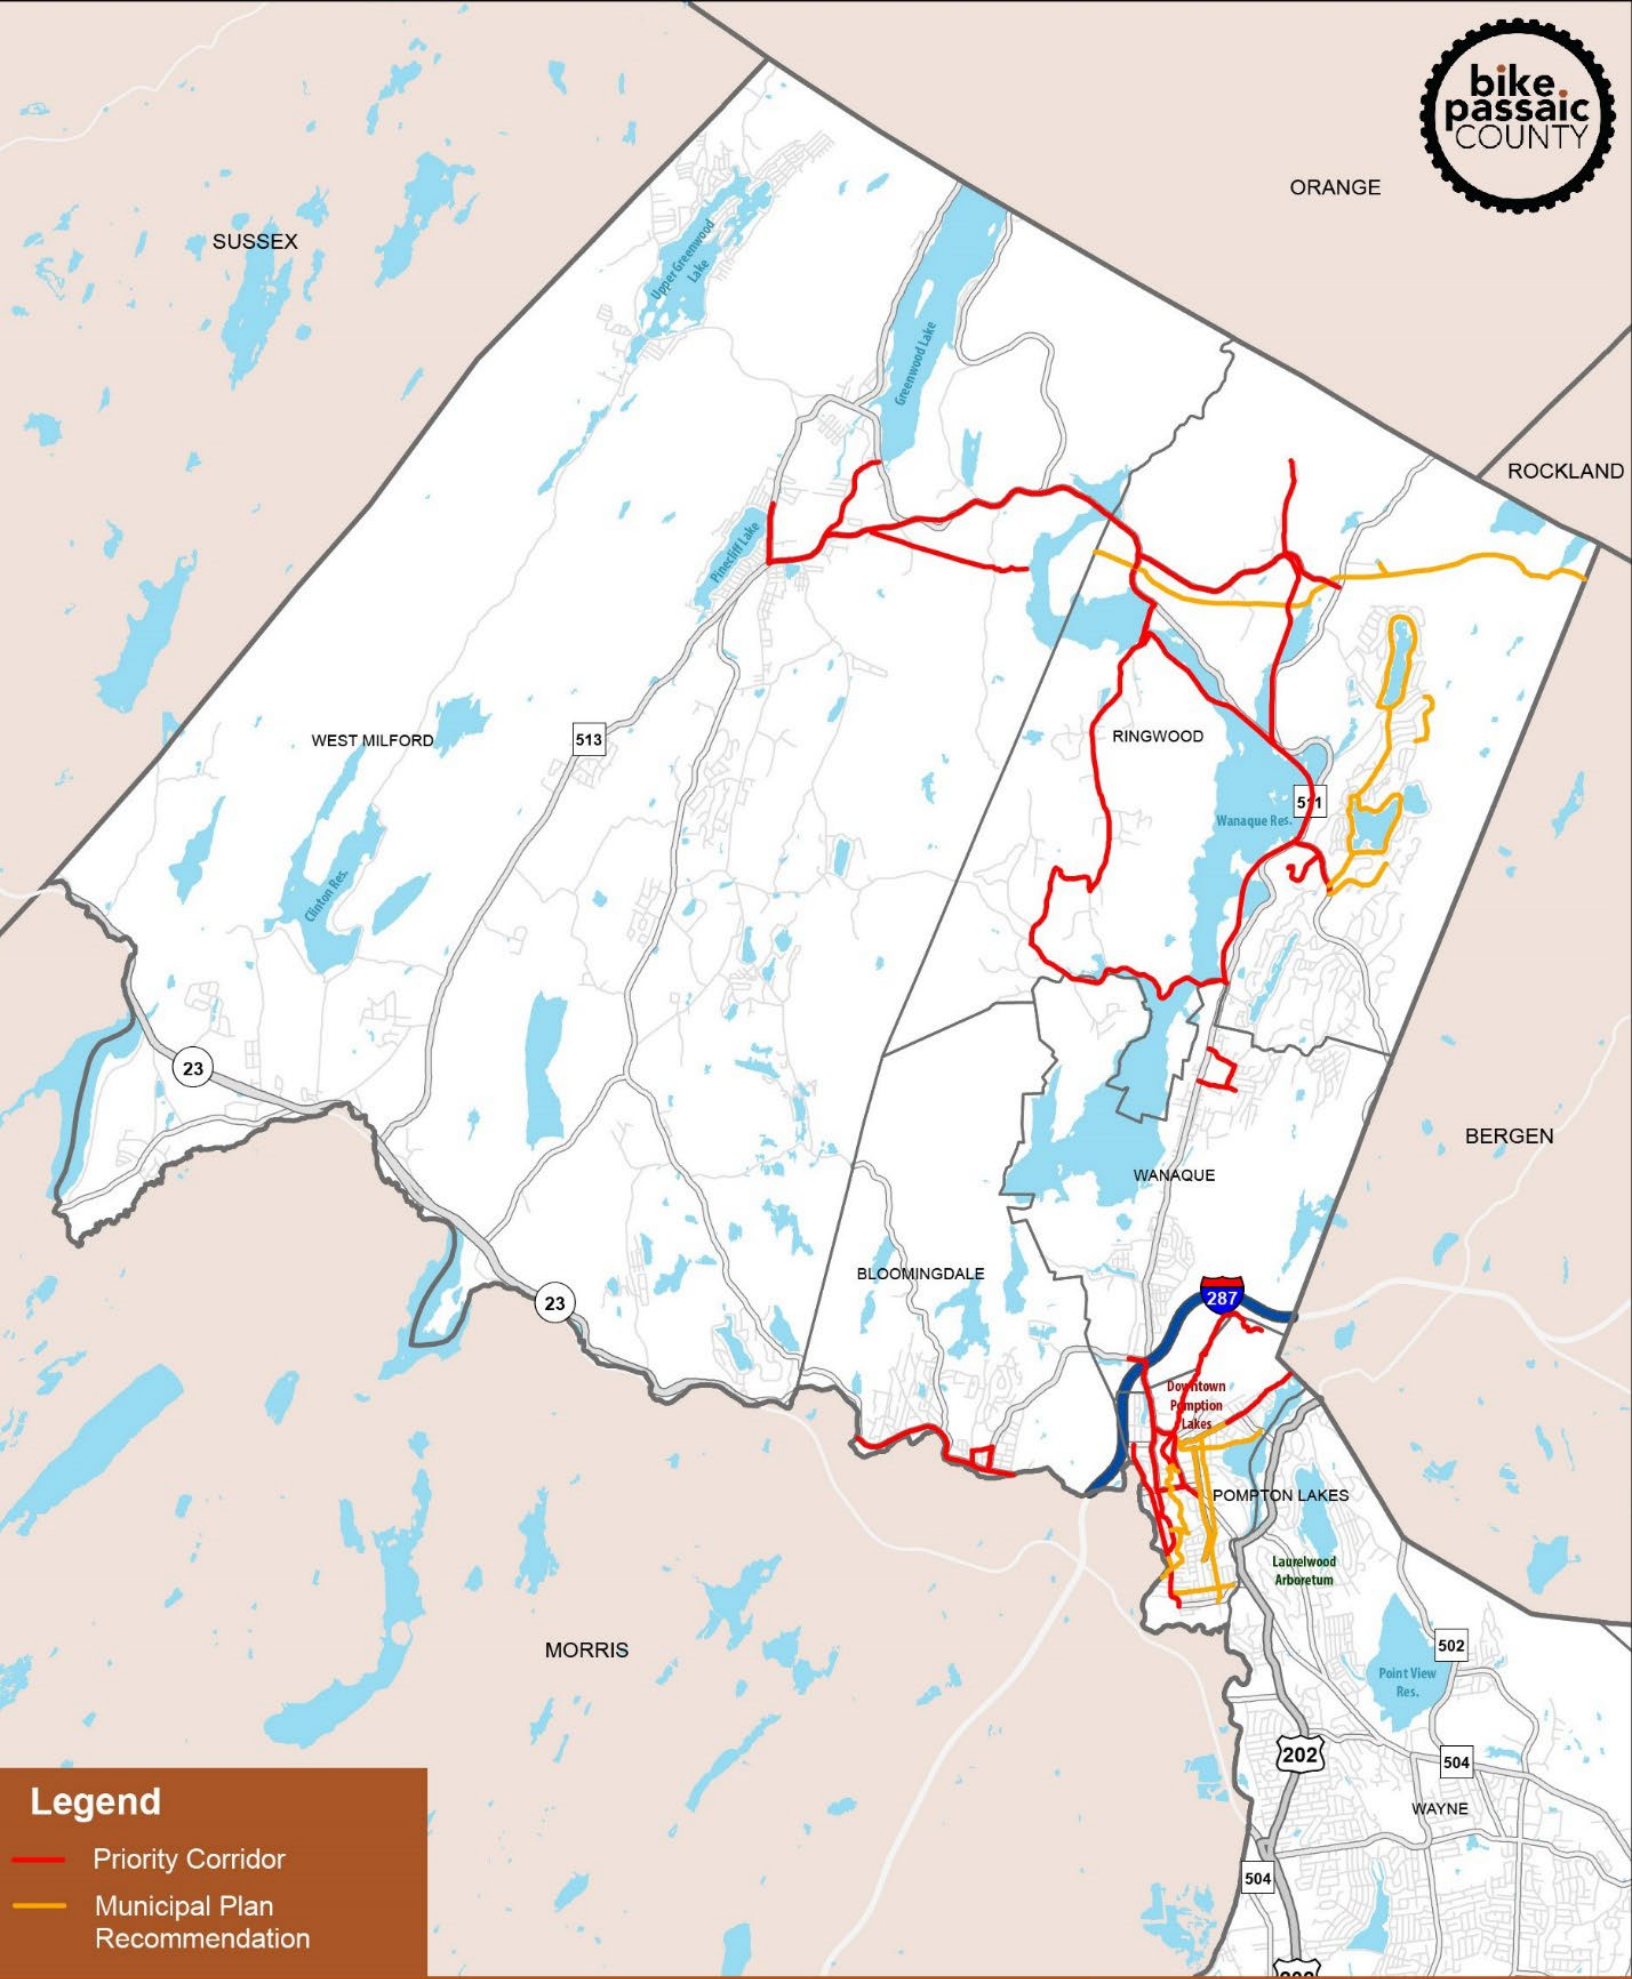 bike.
passaic
COUNTY
ORANGE
SUSSEX
Upper Greenwood
Lake
Greenwood Lake
ROCKLAND
Pinecliff Lake
WEST MILFORD
513
RINGWOOD
511
Wanaque Res.
Clinton Res.
23
BERGEN
WANAQUE
BLOOMINGDALE
287
23
Downtown
Pomption
Lakes
POMPTON LAKES
Laurelwood
Arboretum
MORRIS
502
Point View
Res.
202
504
WAYNE
504
Legend
Priority Corridor
Municipal Plan
Recommendation